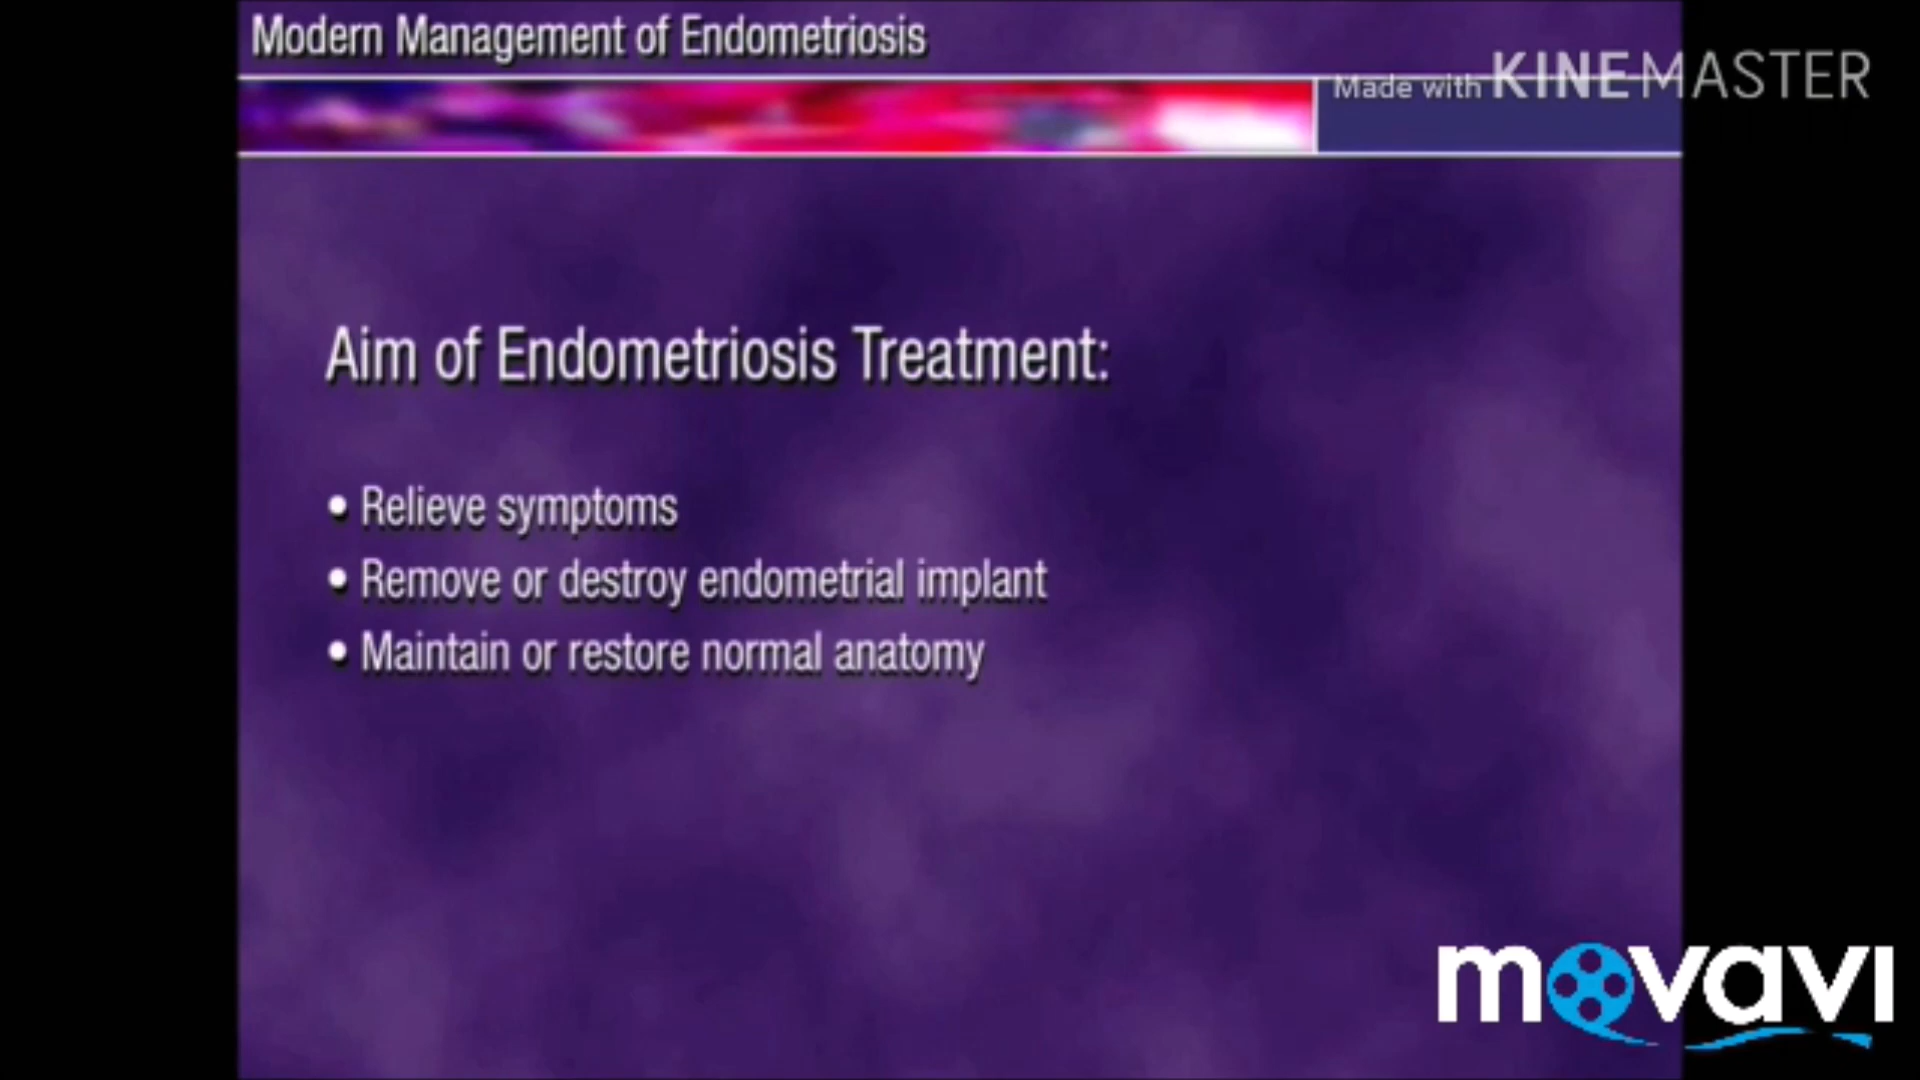 Modern Management of Endometriosis
Made with KINEMASTER
Aim of Endometriosis Treatment:
• Relieve symptoms
• Remove or destroy endometrial implant
• Maintain or restore normal anatomy
movavi